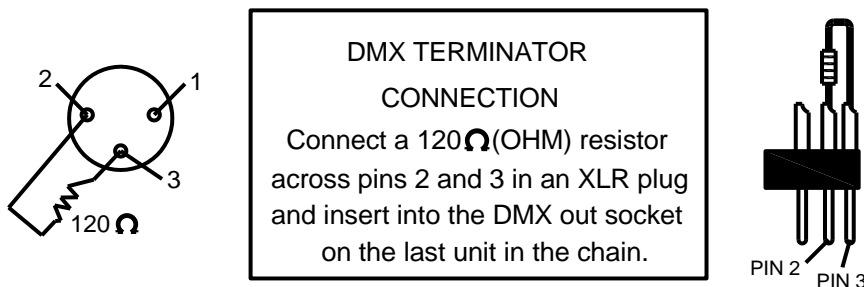 2
1
3
120Ω
DMX TERMINATOR
CONNECTION
Connect a 120Ω(OHM) resistor
across pins 2 and 3 in an XLR plug
and insert into the DMX out socket
on the last unit in the chain.
PIN 2
PIN 3